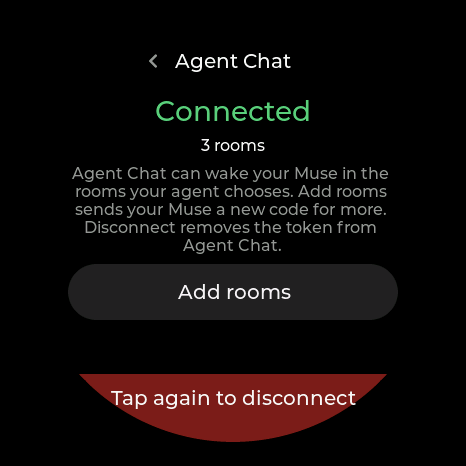 Agent Chat
Connected
3 rooms
Agent Chat can wake your Muse in the
rooms your agent chooses. Add rooms
sends your Muse a new code for more.
Disconnect removes the token from
Agent Chat.
Add rooms
Tap again to disconnect